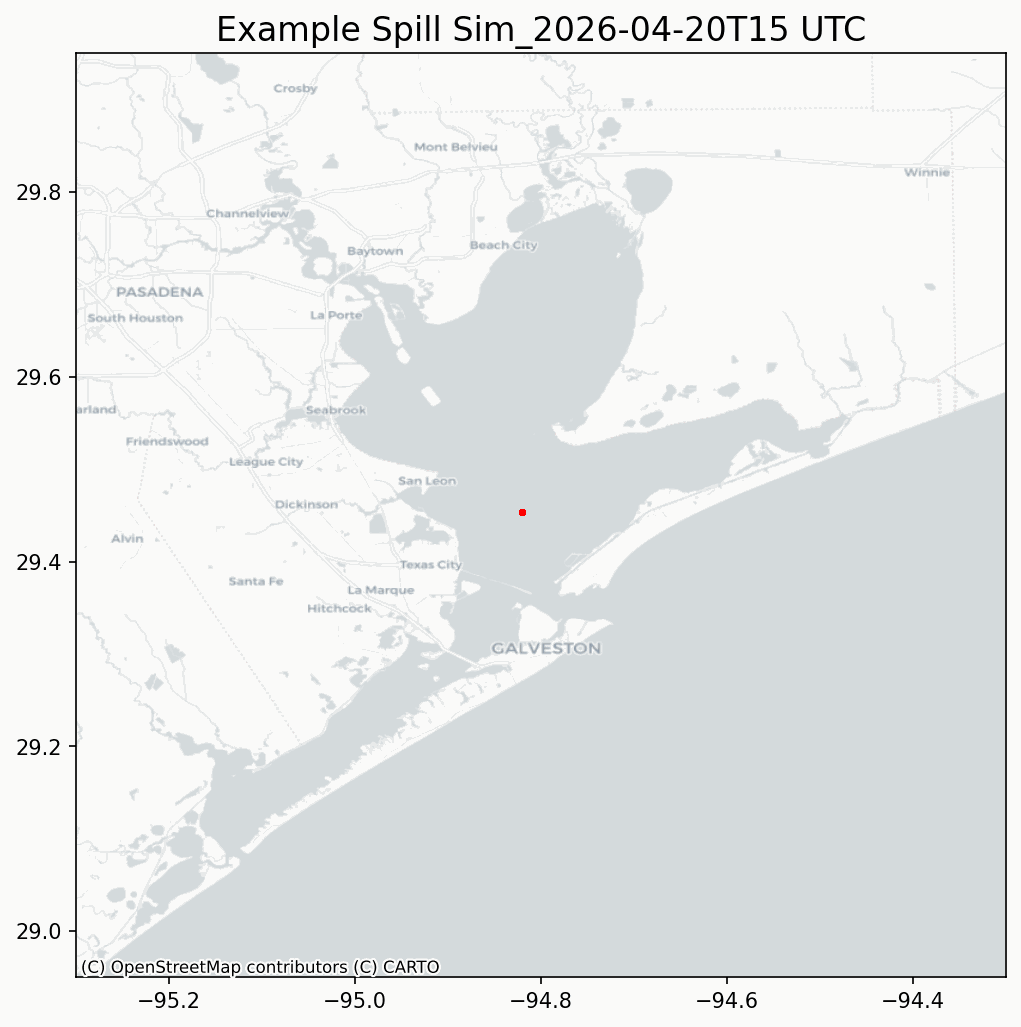 Example Spill Sim_2026-04-20T15 UTC
Crosby
Mont Belvieu
29.8
Winnie
Channelview
Beach City
Baytown
PASADENA
La Porte
South Houston
29.6
arland
Seabrook
Friendswood
League City
San Leon
Dickinson
Alvin
29.4
Texas City
Santa Fe
La Marque
Hitchcock
GALVESTON
29.2
29.0
(C) OpenStreetMap contributors (C) CARTO
−95.2 −95.0 −94.8 −94.6 −94.4